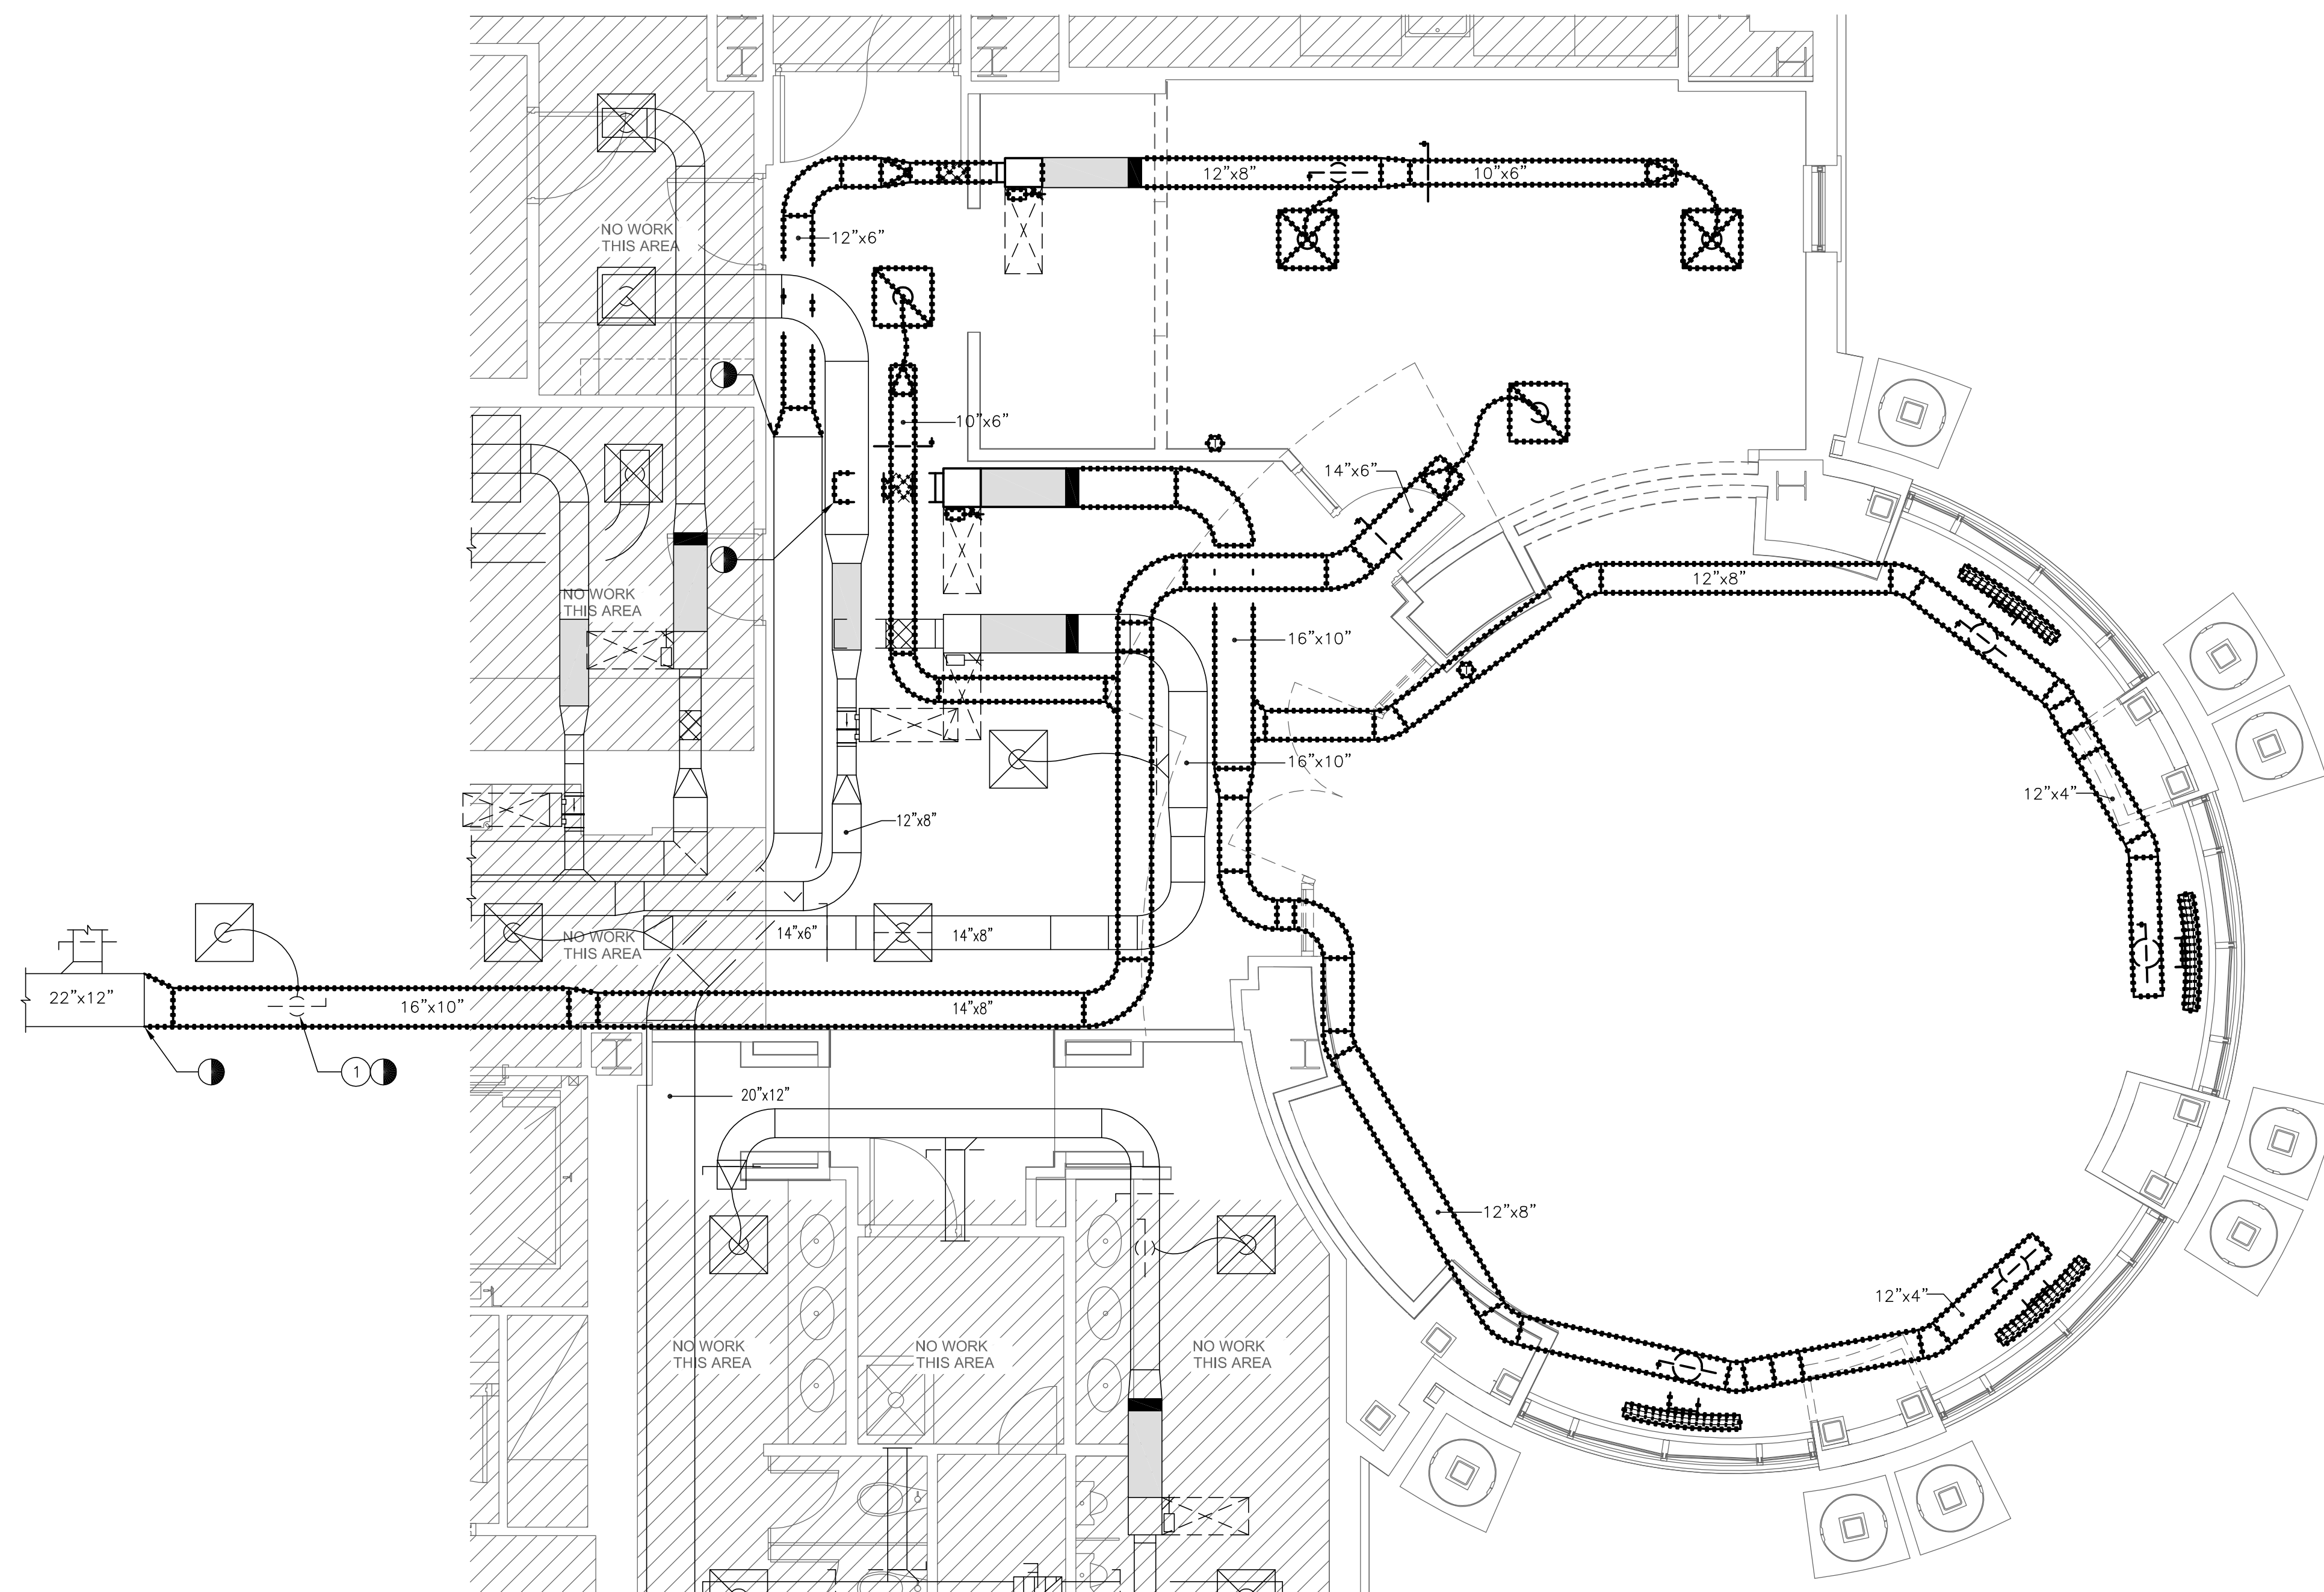 12”x8”
10”x6”
NO WORK
THIS AREA
12”x6”
10”x6”
14”x6”
12”x8”
NO WORK
THIS AREA
16”x10”
16”x10”
12”x4”
12”x8”
14”x6”
14”x8”
NO WORK
THIS AREA
22”x12”
16”x10”
14”x8”
1
20”x12”
12”x8”
12”x4”
NO WORK
THIS AREA
NO WORK
THIS AREA
NO WORK
THIS AREA